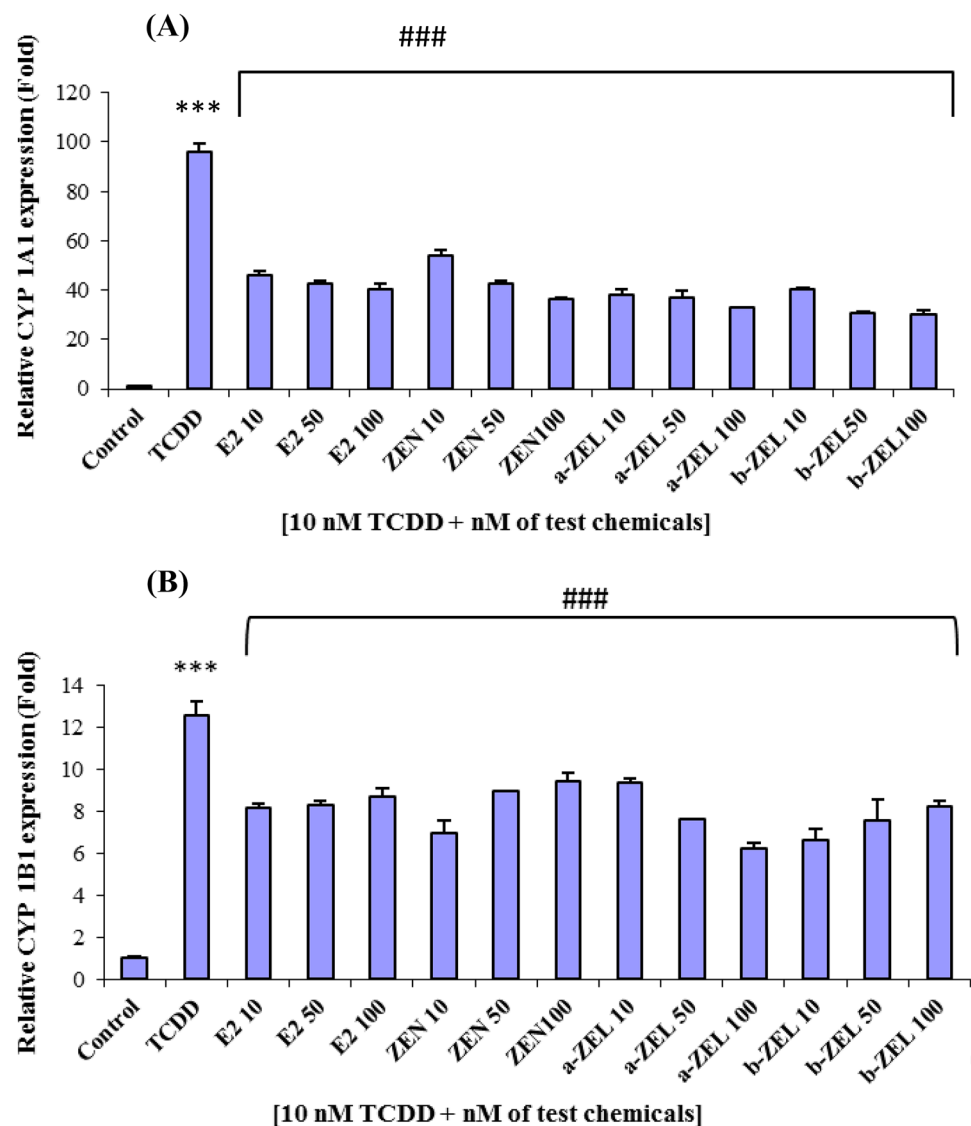 (A)
###
Relative CYP 1A1 expression (Fold)
120
100
80
60
40
20
0
***
Control
TCDD
E2 10
E2 50
E2 100
ZEN 10
ZEN 50
ZEN100
a-ZEL 10
a-ZEL 50
a-ZEL 100
b-ZEL 10
b-ZEL50
b-ZEL100
[10 nM TCDD + nM of test chemicals]
(B)
###
Relative CYP 1B1 expression (Fold)
14
12
10
8
6
4
2
0
***
Control
TCDD
E2 10
E2 50
E2 100
ZEN 10
ZEN 50
ZEN100
a-ZEL 10
a-ZEL 50
a-ZEL 100
b-ZEL 10
b-ZEL 50
b-ZEL 100
[10 nM TCDD + nM of test chemicals]